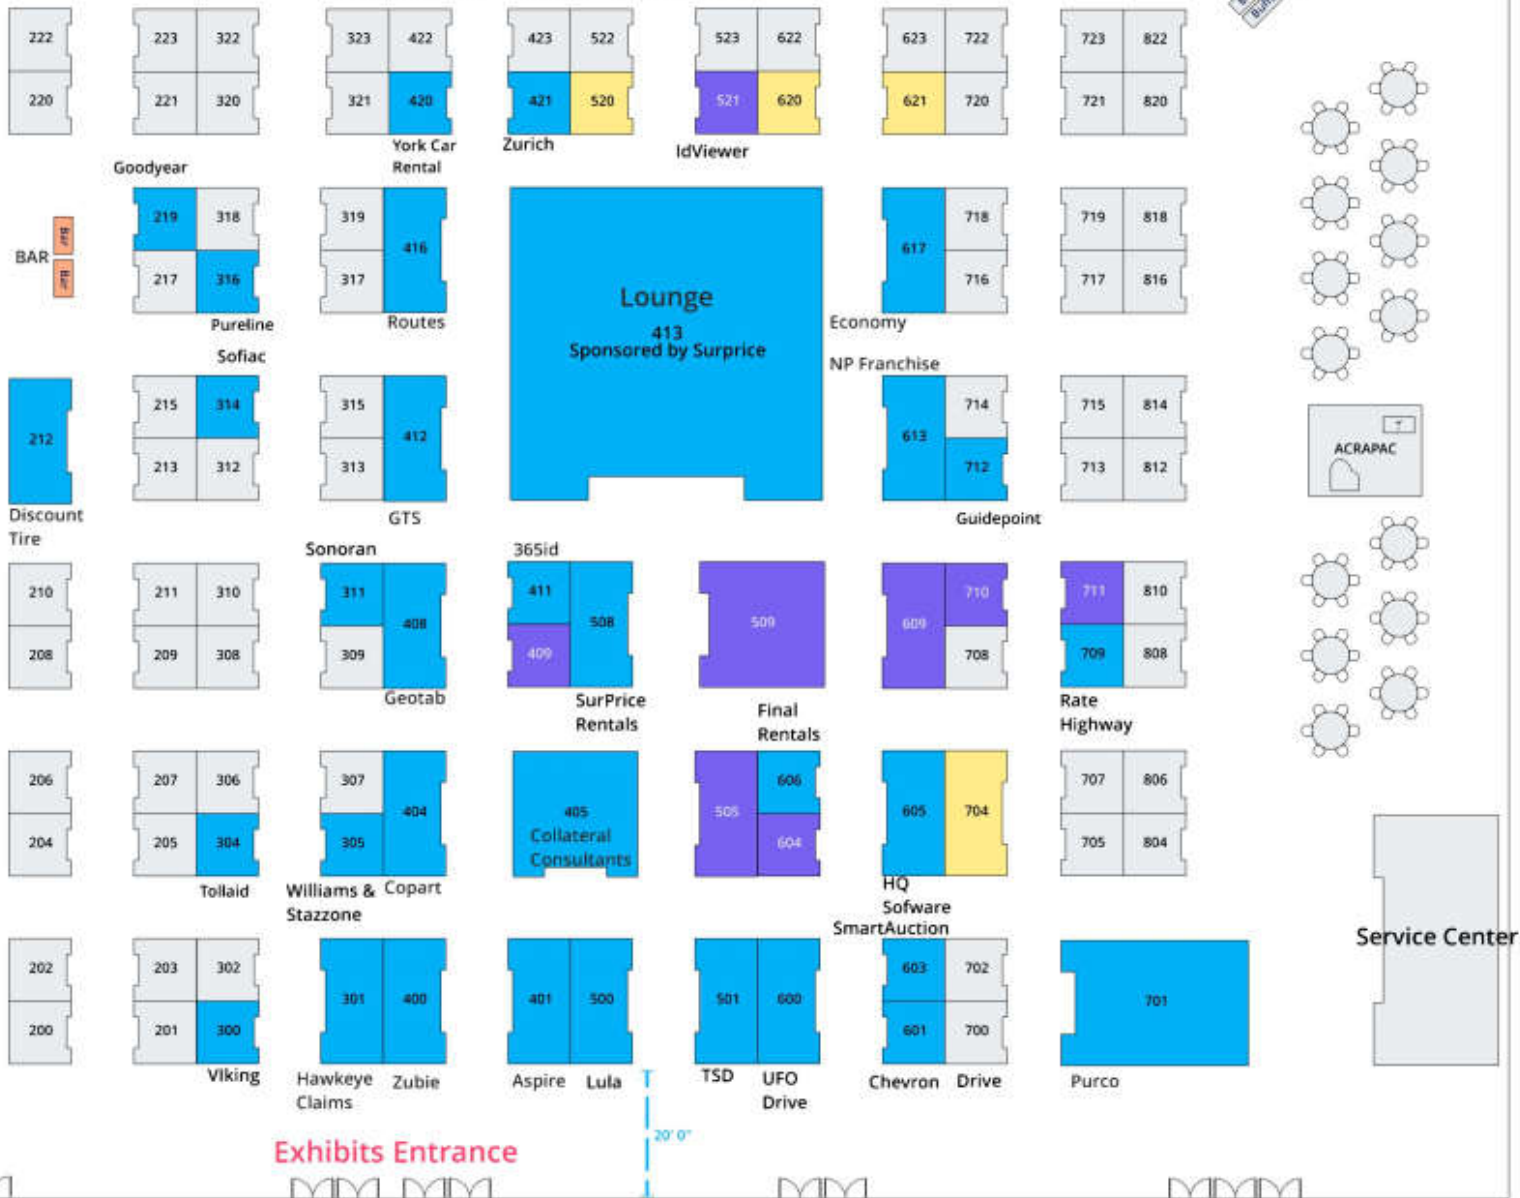 222 223 322 323 422 423 522 523 622 623 722 723 822
220 221 320 321 420 421 520 521 620 621 720 721 820
York Car
Rental
Zurich
IdViewer
Goodyear
219 318 319 718 719 818
416 617
BAR
Bar
Bar
217 316 317 716 717 816
Lounge
413
Sponsored by Surprice
Pureline
Routes
Economy
Sofiac
NP Franchise
215 314 315 714 715 814
212 412 613
213 312 313 712 713 812
ACRAPAC
Discount
Tire
GTS
Guidepoint
Sonoran
365id
210 211 310 311 411 710 711 810
408 508 509 609
208 209 308 309 409 708 709 808
Geotab
SurPrice
Rentals
Final
Rentals
Rate
Highway
206 207 306 307 606 707 806
404 405 505 605 704
Collateral
Consultants
204 205 304 305 604 705 804
Tollaid
Williams &
Stazzone
Copart
HQ
Sofware
SmartAuction
Service Center
202 203 302 603 702
301 400 401 500 501 600 701
200 201 300 601 700
VIking
Hawkeye
Claims
Zubie
Aspire
Lula
TSD
UFO
Drive
Chevron
Drive
Purco
20' 0"
Exhibits Entrance